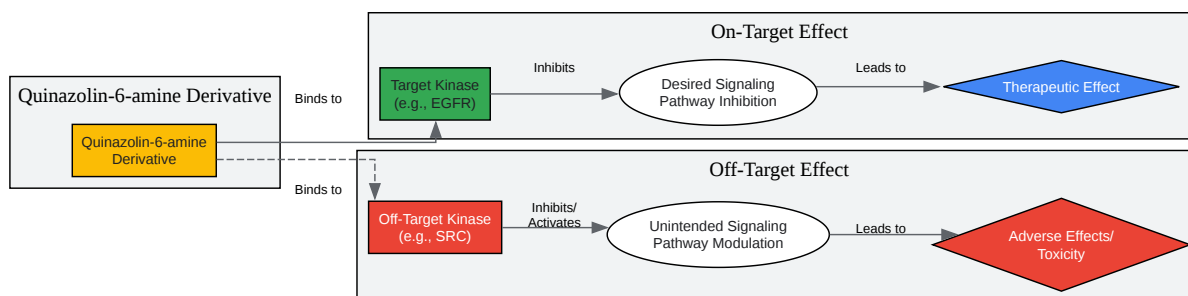 Quinazolin-6-amine Derivative
Quinazolin-6-amine
Derivative
Binds to
Binds to
On-Target Effect
Target Kinase
(e.g., EGFR)
Inhibits
Desired Signaling
Pathway Inhibition
Leads to
Therapeutic Effect
Off-Target Effect
Off-Target Kinase
(e.g., SRC)
Inhibits/
Activates
Unintended Signaling
Pathway Modulation
Leads to
Adverse Effects/
Toxicity